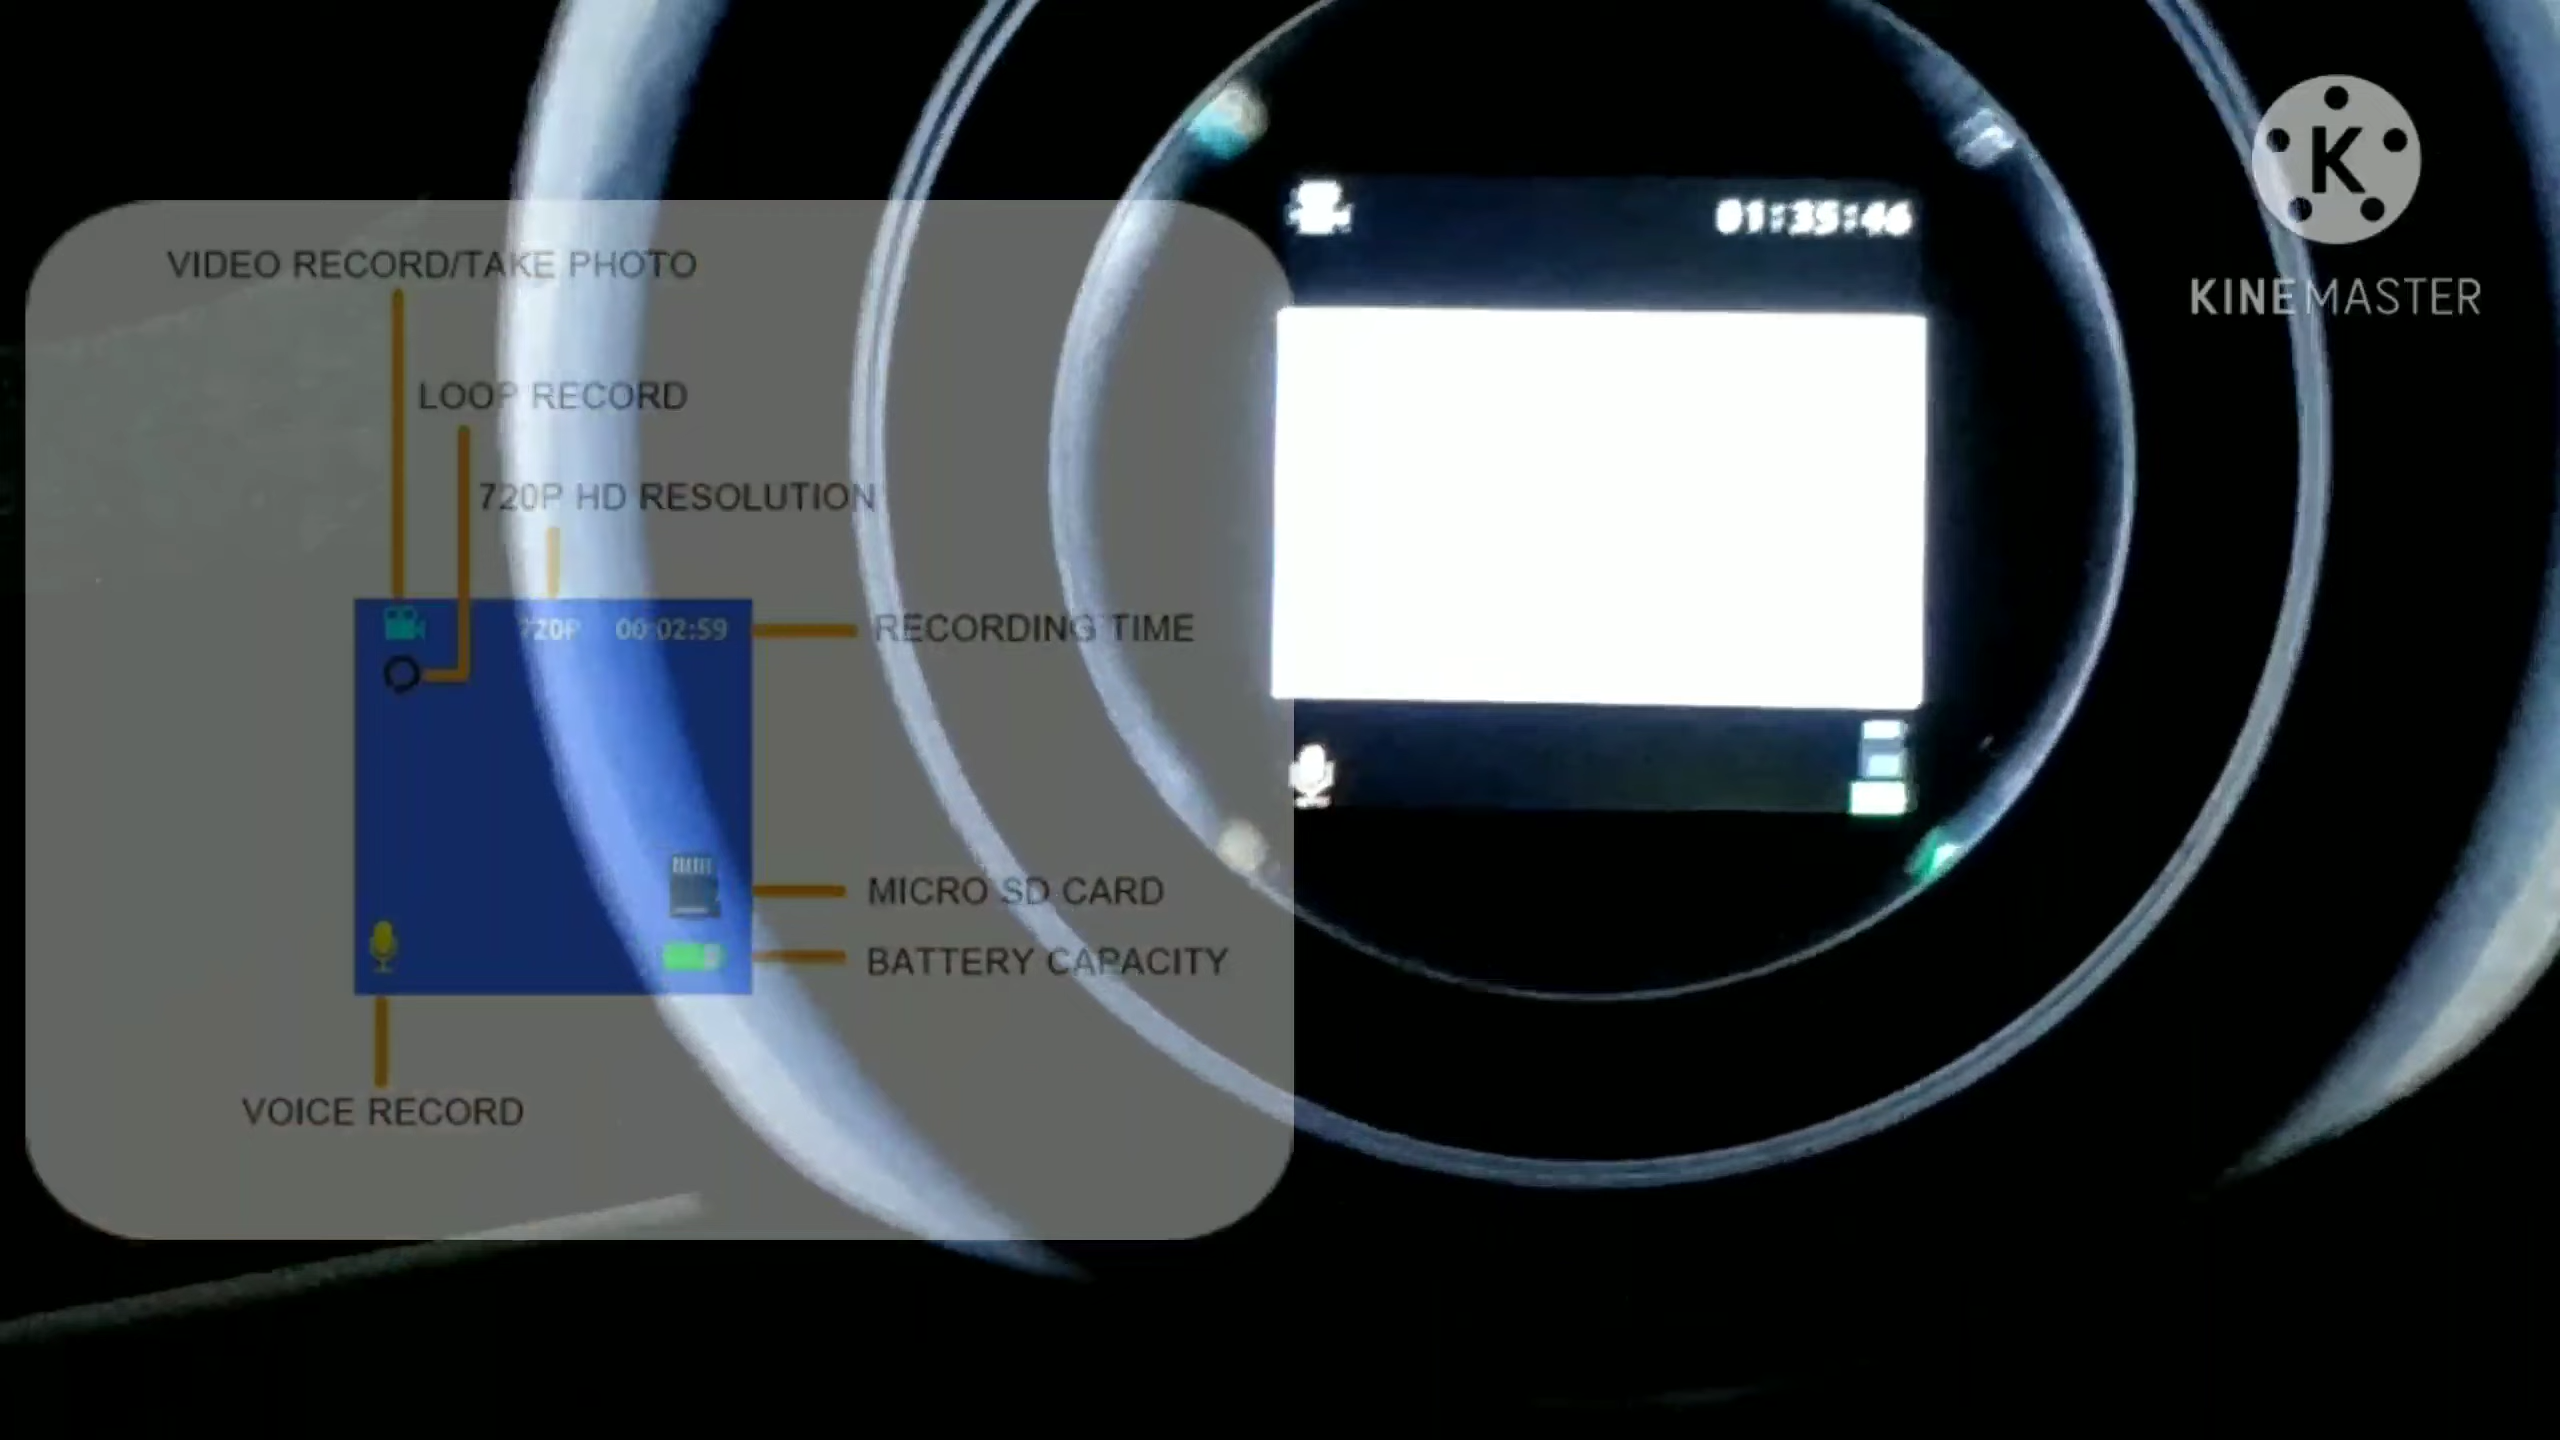 VIDEO RECORD/TAKE PHOTO
01:35:46
K
KINEMASTER
LOOP RECORD
720P HD RESOLUTION
720P 00:02:59
RECORDING TIME
MICRO SD CARD
BATTERY CAPACITY
VOICE RECORD